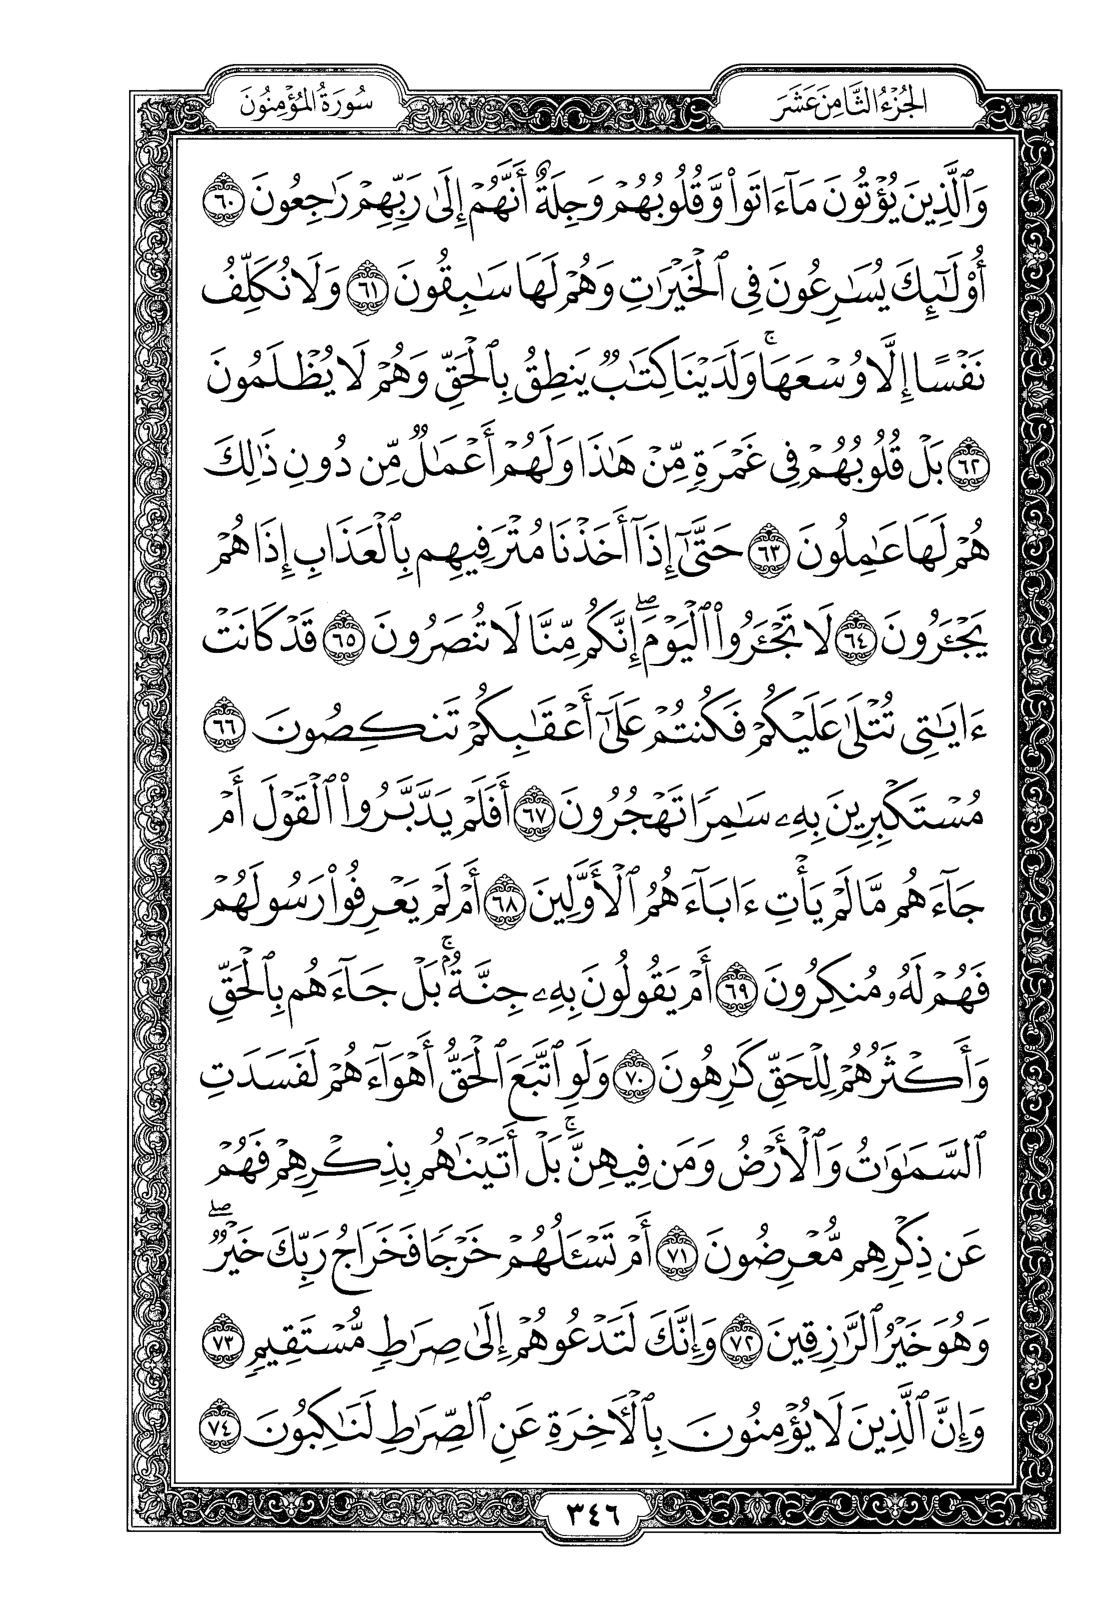 الجُزْءُ الثَّامِنَ عَشَرَ
سُورَةُ المُؤْمِنُونَ
وَٱلَّذِينَ يُؤْتُونَ مَآ ءَاتَوا۟ وَّقُلُوبُهُمْ وَجِلَةٌ أَنَّهُمْ إِلَىٰ رَبِّهِمْ رَٰجِعُونَ ٦٠
أُو۟لَـٰٓئِكَ يُسَـٰرِعُونَ فِى ٱلْخَيْرَٰتِ وَهُمْ لَهَا سَـٰبِقُونَ ٦١ وَلَا نُكَلِّفُ
نَفْسًا إِلَّا وُسْعَهَا ۚ وَلَدَيْنَا كِتَـٰبٌ يَنطِقُ بِٱلْحَقِّ وَهُمْ لَا يُظْلَمُونَ
٦٢ بَلْ قُلُوبُهُمْ فِى غَمْرَةٍ مِّنْ هَـٰذَا وَلَهُمْ أَعْمَـٰلٌ مِّن دُونِ ذَٰلِكَ
هُمْ لَهَا عَـٰمِلُونَ ٦٣ حَتَّىٰٓ إِذَآ أَخَذْنَا مُتْرَفِيهِم بِٱلْعَذَابِ إِذَا هُمْ
يَجْـَٔرُونَ ٦٤ لَا تَجْـَٔرُوا۟ ٱلْيَوْمَ ۖ إِنَّكُم مِّنَّا لَا تُنصَرُونَ ٦٥ قَدْ كَانَتْ
ءَايَـٰتِى تُتْلَىٰ عَلَيْكُمْ فَكُنتُمْ عَلَىٰٓ أَعْقَـٰبِكُمْ تَنكِصُونَ ٦٦
مُسْتَكْبِرِينَ بِهِۦ سَـٰمِرًا تَهْجُرُونَ ٦٧ أَفَلَمْ يَدَّبَّرُوا۟ ٱلْقَوْلَ أَمْ
جَآءَهُم مَّا لَمْ يَأْتِ ءَابَآءَهُمُ ٱلْأَوَّلِينَ ٦٨ أَمْ لَمْ يَعْرِفُوا۟ رَسُولَهُمْ
فَهُمْ لَهُۥ مُنكِرُونَ ٦٩ أَمْ يَقُولُونَ بِهِۦ جِنَّةٌۢ ۚ بَلْ جَآءَهُم بِٱلْحَقِّ
وَأَكْثَرُهُمْ لِلْحَقِّ كَـٰرِهُونَ ٧٠ وَلَوِ ٱتَّبَعَ ٱلْحَقُّ أَهْوَآءَهُمْ لَفَسَدَتِ
ٱلسَّمَـٰوَٰتُ وَٱلْأَرْضُ وَمَن فِيهِنَّ ۚ بَلْ أَتَيْنَـٰهُم بِذِكْرِهِمْ فَهُمْ
عَن ذِكْرِهِم مُّعْرِضُونَ ٧١ أَمْ تَسْـَٔلُهُمْ خَرْجًا فَخَرَاجُ رَبِّكَ خَيْرٌ ۖ
وَهُوَ خَيْرُ ٱلرَّٰزِقِينَ ٧٢ وَإِنَّكَ لَتَدْعُوهُمْ إِلَىٰ صِرَٰطٍ مُّسْتَقِيمٍ ٧٣
وَإِنَّ ٱلَّذِينَ لَا يُؤْمِنُونَ بِٱلْـَٔاخِرَةِ عَنِ ٱلصِّرَٰطِ لَنَـٰكِبُونَ ٧٤
٣٤٦